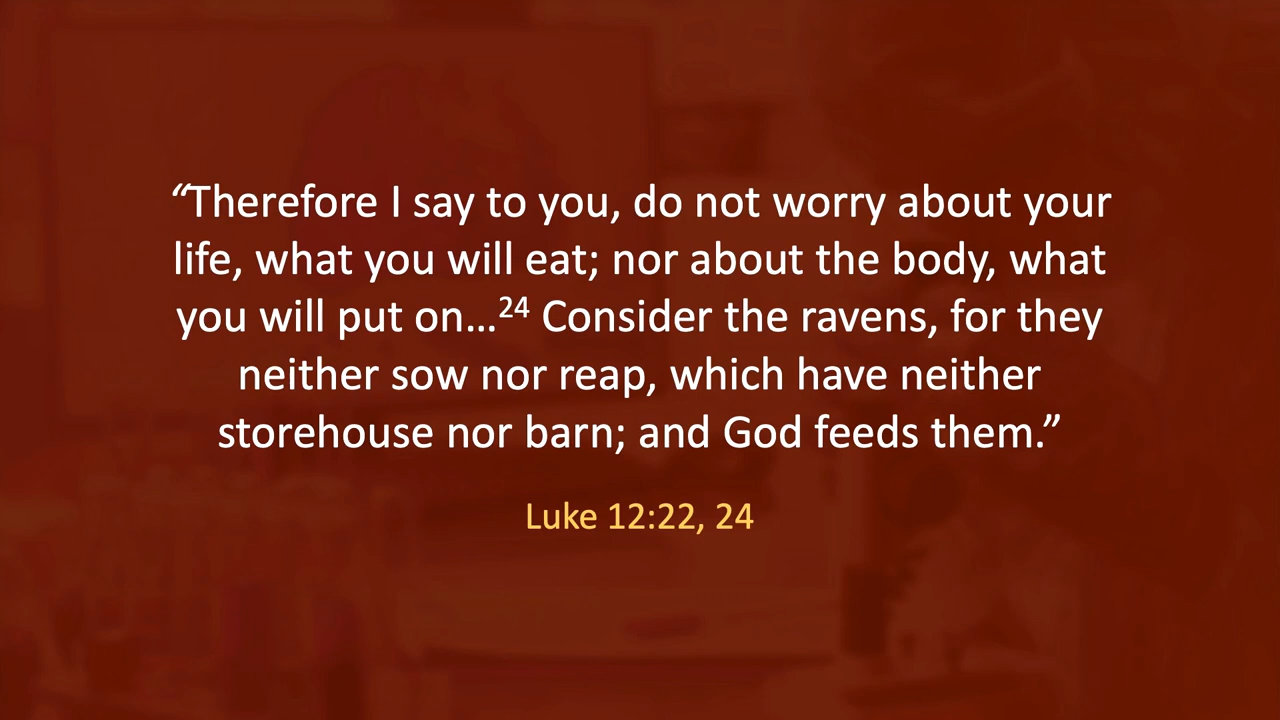 “Therefore I say to you, do not worry about your
life, what you will eat; nor about the body, what
you will put on…²⁴ Consider the ravens, for they
neither sow nor reap, which have neither
storehouse nor barn; and God feeds them.”
Luke 12:22, 24